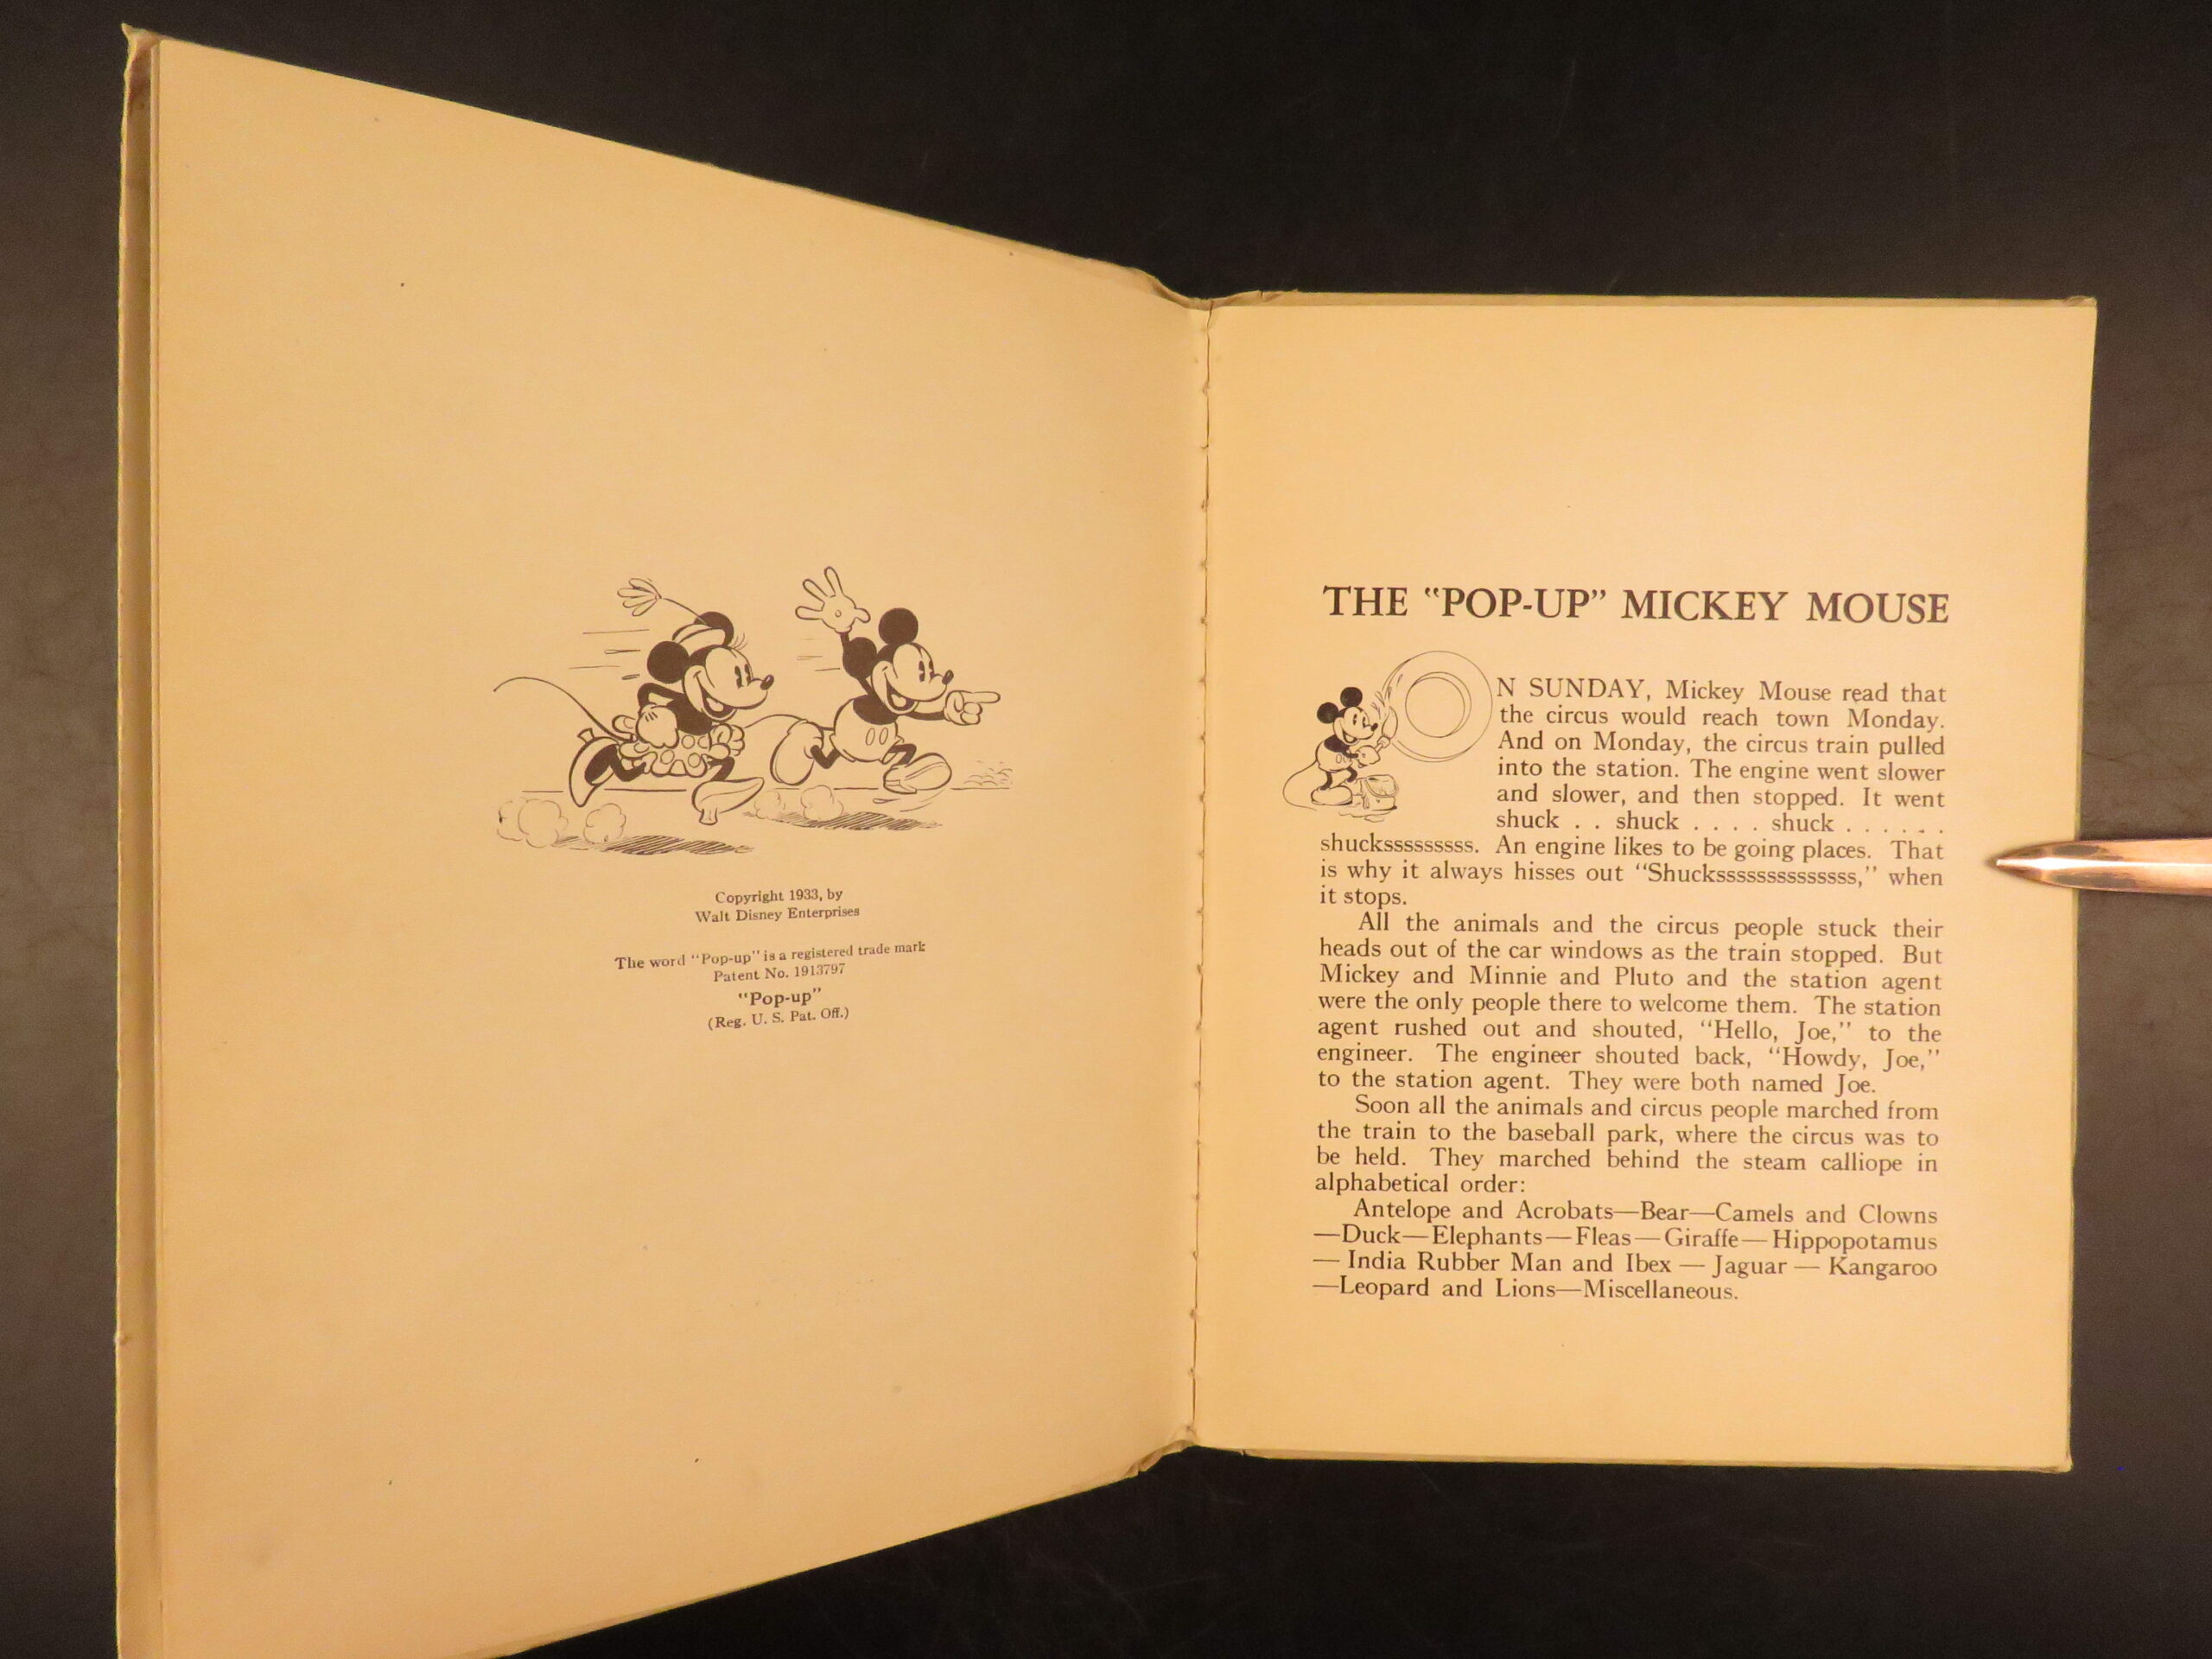 Copyright 1933, by
Walt Disney Enterprises
The word "Pop-up" is a registered trade mark
Patent No. 1913797
"Pop-up"
(Reg. U. S. Pat. Off.)
THE "POP-UP" MICKEY MOUSE
ON SUNDAY, Mickey Mouse read that
the circus would reach town Monday.
And on Monday, the circus train pulled
into the station. The engine went slower
and slower, and then stopped. It went
shuck . . shuck . . . . shuck . . . . . .
shuckssssssssss. An engine likes to be going places. That
is why it always hisses out "Shuckssssssssssssss," when
it stops.
All the animals and the circus people stuck their
heads out of the car windows as the train stopped. But
Mickey and Minnie and Pluto and the station agent
were the only people there to welcome them. The station
agent rushed out and shouted, "Hello, Joe," to the
engineer. The engineer shouted back, "Howdy, Joe,"
to the station agent. They were both named Joe.
Soon all the animals and circus people marched from
the train to the baseball park, where the circus was to
be held. They marched behind the steam calliope in
alphabetical order:
Antelope and Acrobats—Bear—Camels and Clowns
—Duck—Elephants—Fleas—Giraffe—Hippopotamus
— India Rubber Man and Ibex — Jaguar — Kangaroo
—Leopard and Lions—Miscellaneous.